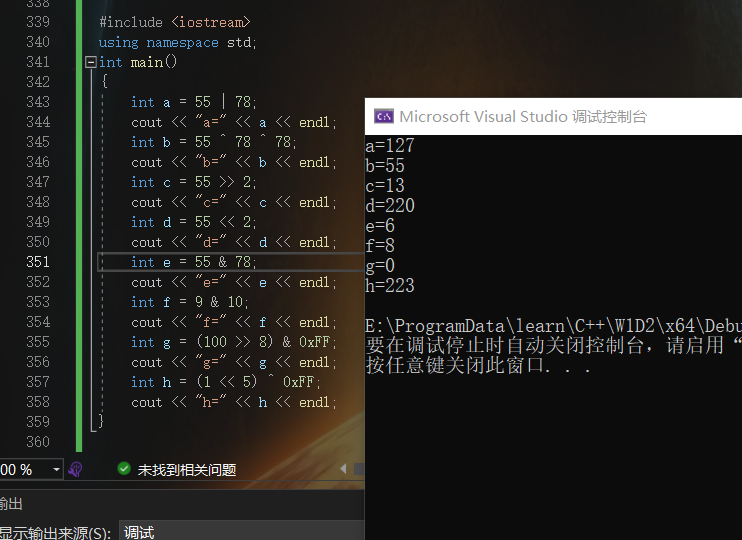 338
339 #include <iostream>
340 using namespace std;
341 int main()
342 {
343 int a = 55 | 78;
344 cout << "a=" << a << endl;
345 int b = 55 ^ 78 ^ 78;
346 cout << "b=" << b << endl;
347 int c = 55 >> 2;
348 cout << "c=" << c << endl;
349 int d = 55 << 2;
350 cout << "d=" << d << endl;
351 int e = 55 & 78;
352 cout << "e=" << e << endl;
353 int f = 9 & 10;
354 cout << "f=" << f << endl;
355 int g = (100 >> 8) & 0xFF;
356 cout << "g=" << g << endl;
357 int h = (1 << 5) ^ 0xFF;
358 cout << "h=" << h << endl;
359 }
360
00 % 未找到相关问题
输出
显示输出来源(S): 调试
C:\ Microsoft Visual Studio 调试控制台
a=127
b=55
c=13
d=220
e=6
f=8
g=0
h=223
E:\ProgramData\learn\C++\W1D2\x64\Debu
要在调试停止时自动关闭控制台，请启用“
按任意键关闭此窗口. . .